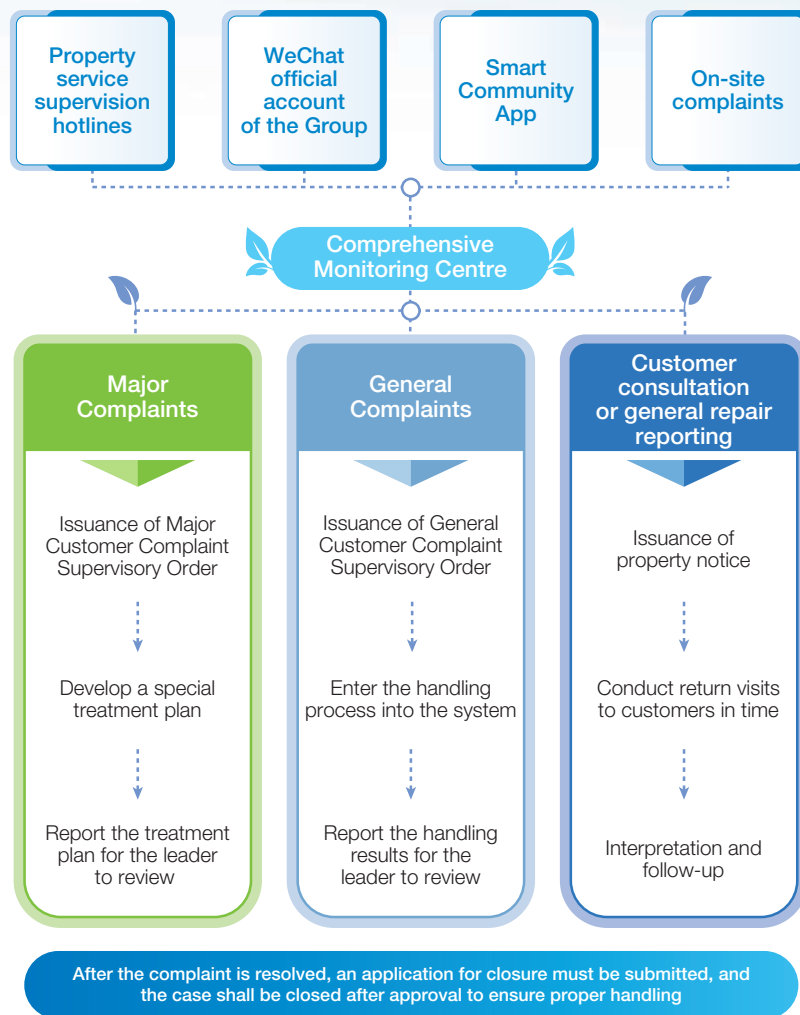 Property
service
supervision
hotlines
WeChat
official
account
of the Group
Smart
Community
App
On-site
complaints
Comprehensive
Monitoring Centre
Major
Complaints
Issuance of Major
Customer Complaint
Supervisory Order
Develop a special
treatment plan
Report the treatment
plan for the leader
to review
General
Complaints
Issuance of General
Customer Complaint
Supervisory Order
Enter the handling
process into the system
Report the handling
results for the
leader to review
Customer
consultation
or general repair
reporting
Issuance of
property notice
Conduct return visits
to customers in time
Interpretation and
follow-up
After the complaint is resolved, an application for closure must be submitted, and
the case shall be closed after approval to ensure proper handling